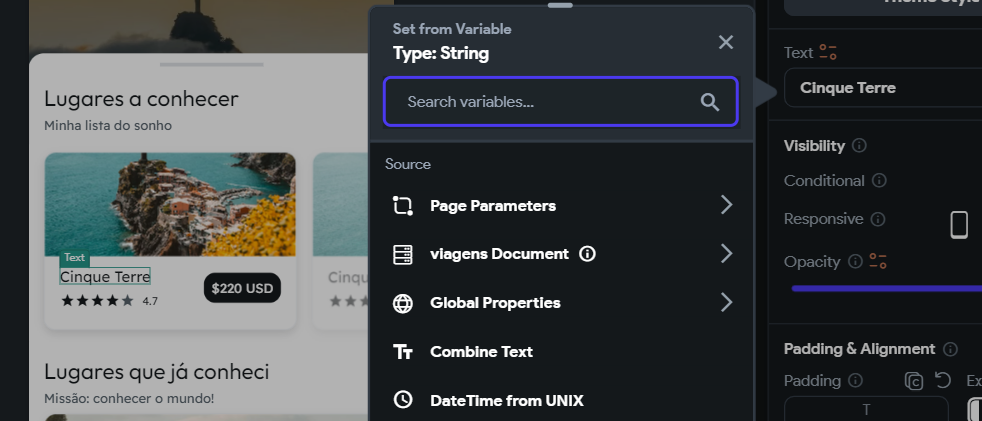 Set from Variable
Type: String
Search variables...
Source
Page Parameters
viagens Document
Global Properties
Combine Text
DateTime from UNIX
Lugares a conhecer
Minha lista do sonho
Text
Cinque Terre
$220 USD
4.7
Cinq
Lugares que já conheci
Missão: conhecer o mundo!
Text
Cinque Terre
Visibility
Conditional
Responsive
Opacity
Padding & Alignment
Padding
Ex
T